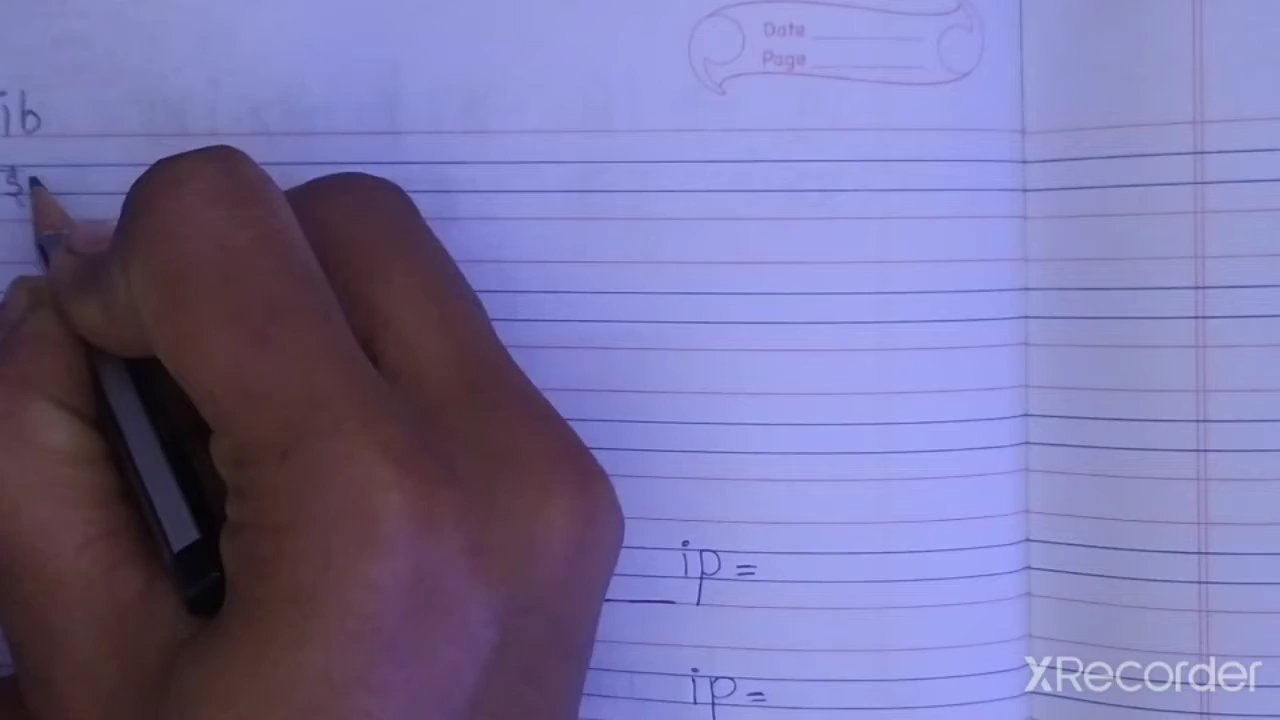 Date
Page
ib
ip =
ip =
XRecorder